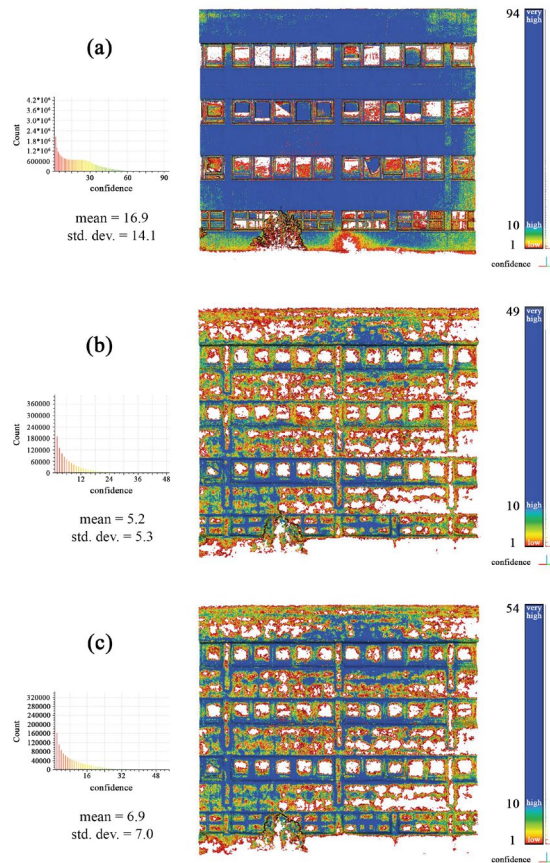 (a)
Count
4.2*10⁶
3.6*10⁶
3.0*10⁶
2.4*10⁶
1.8*10⁶
1.2*10⁶
600000
0
30 60 90
confidence
mean = 16.9
std. dev. = 14.1
94
very
high
10
high
1
low
confidence
(b)
Count
360000
300000
240000
180000
120000
60000
0
12 24 36 48
confidence
mean = 5.2
std. dev. = 5.3
49
very
high
10
high
1
low
confidence
(c)
Count
320000
280000
240000
200000
160000
120000
80000
40000
0
16 32 48
confidence
mean = 6.9
std. dev. = 7.0
54
very
high
10
high
1
low
confidence